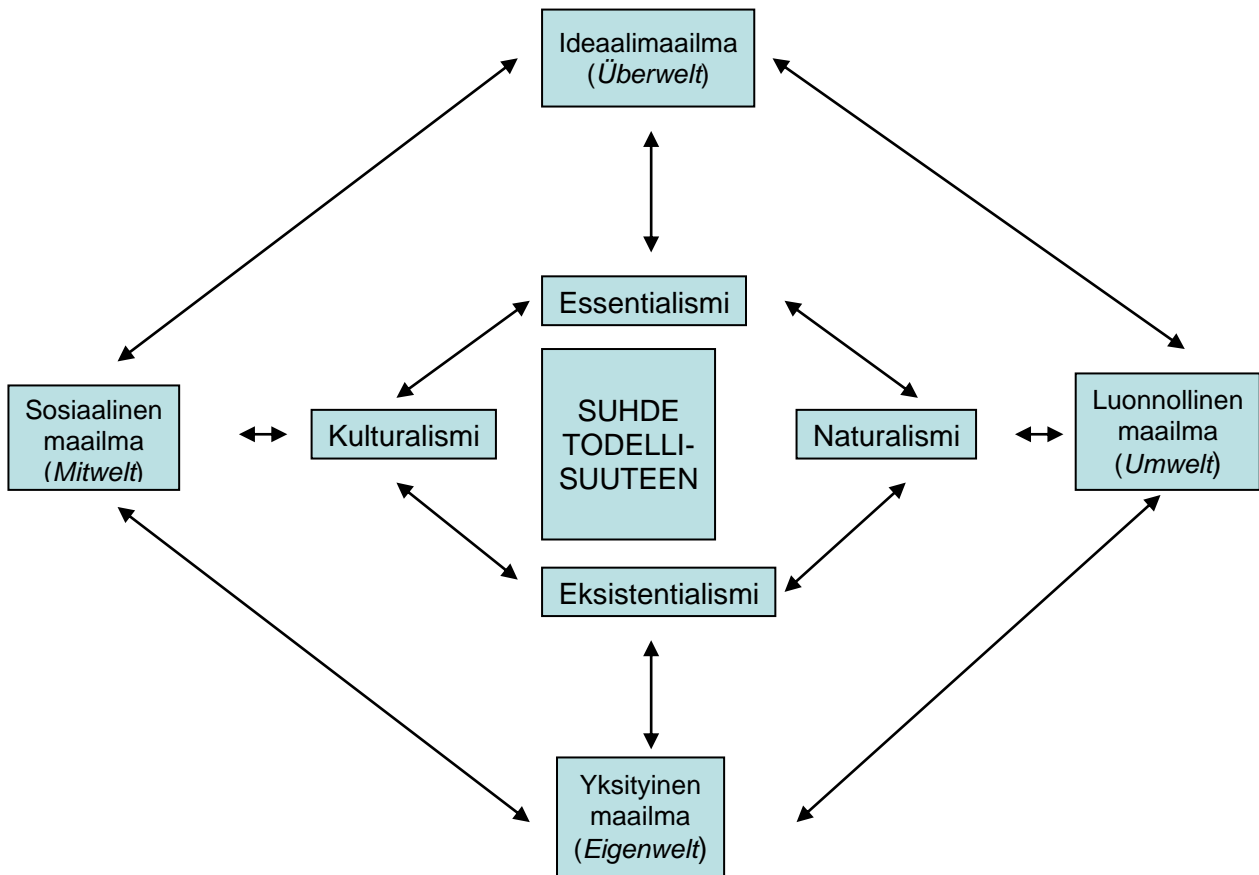 Ideaalimaailma
(Überwelt)
Essentialismi
Sosiaalinen
maailma
(Mitwelt)
Kulturalismi
SUHDE
TODELLI-
SUUTEEN
Naturalismi
Luonnollinen
maailma
(Umwelt)
Eksistentialismi
Yksityinen
maailma
(Eigenwelt)